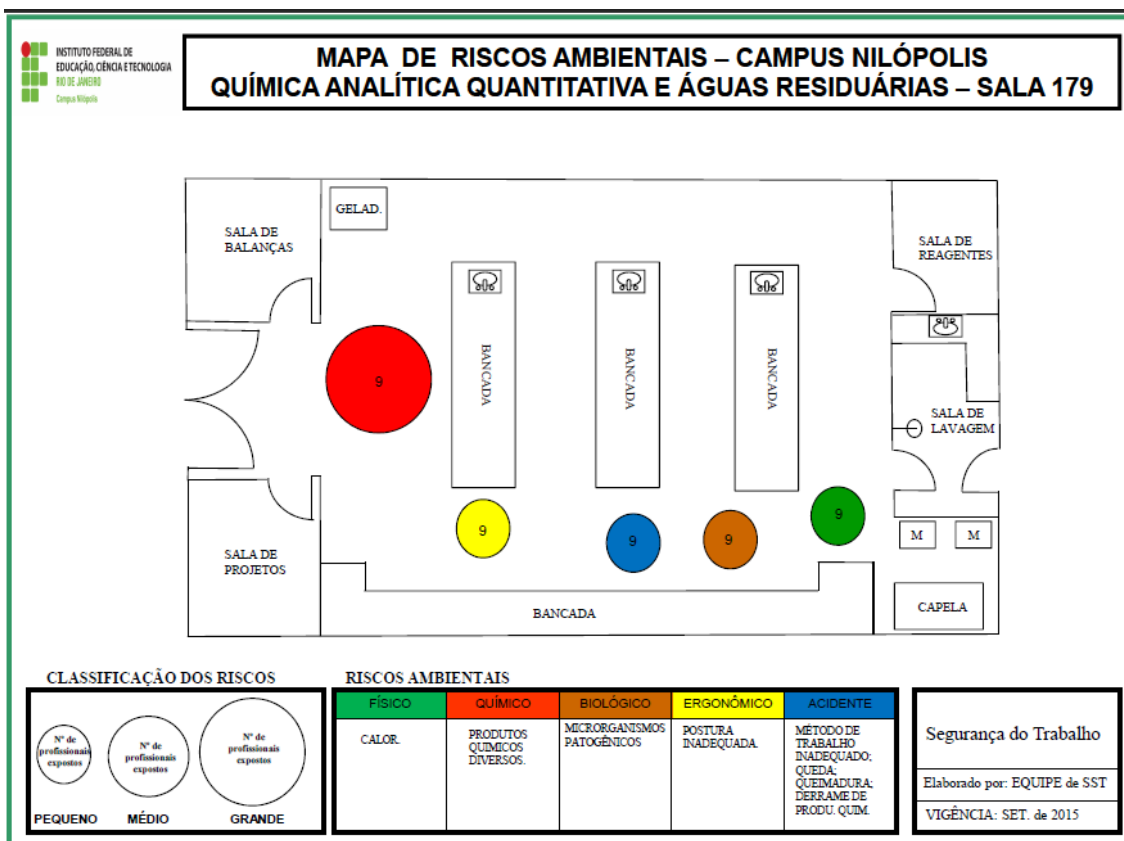 INSTITUTO FEDERAL DE
EDUCAÇÃO, CIÊNCIA E TECNOLOGIA
RIO DE JANEIRO
Campus Nilópolis
MAPA DE RISCOS AMBIENTAIS – CAMPUS NILÓPOLIS
QUÍMICA ANALÍTICA QUANTITATIVA E ÁGUAS RESIDUÁRIAS – SALA 179
SALA DE
BALANÇAS
GELAD.
SALA DE
REAGENTES
BANCADA
BANCADA
BANCADA
9
SALA DE
LAVAGEM
9
9
9
9
M
M
SALA DE
PROJETOS
BANCADA
CAPELA
CLASSIFICAÇÃO DOS RISCOS
Nº de
profissionais
expostos
Nº de
profissionais
expostos
Nº de
profissionais
expostos
PEQUENO
MÉDIO
GRANDE
RISCOS AMBIENTAIS
FÍSICO
QUÍMICO
BIOLÓGICO
ERGONÔMICO
ACIDENTE
CALOR.
PRODUTOS
QUIMICOS
DIVERSOS.
MICRORGANISMOS
PATOGÊNICOS
POSTURA
INADEQUADA.
MÉTODO DE
TRABALHO
INADEQUADO;
QUEDA;
QUEIMADURA;
DERRAME DE
PRODU. QUIM.
Segurança do Trabalho
Elaborado por: EQUIPE de SST
VIGÊNCIA: SET. de 2015